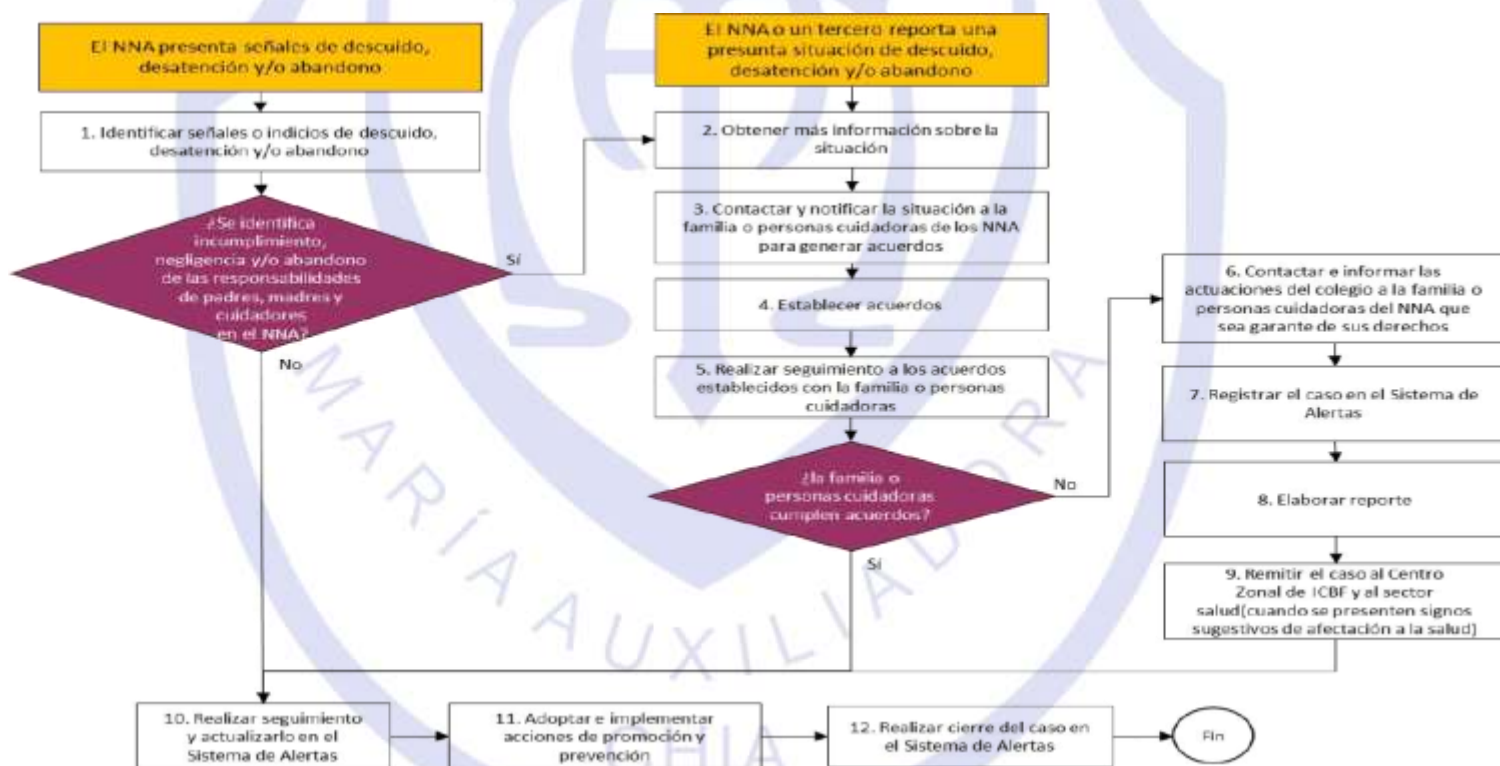 El NNA presenta señales de descuido,
desatención y/o abandono
1. Identificar señales o indicios de descuido,
desatención y/o abandono
¿Se identifica
incumplimiento,
negligencia y/o abandono
de las responsabilidades
de padres, madres y
cuidadores
en el NNA?
Sí
No
El NNA o un tercero reporta una
presunta situación de descuido,
desatención y/o abandono
2. Obtener más información sobre la
situación
3. Contactar y notificar la situación a la
familia o personas cuidadoras de los NNA
para generar acuerdos
4. Establecer acuerdos
5. Realizar seguimiento a los acuerdos
establecidos con la familia o personas
cuidadoras
¿la familia o
personas cuidadoras
cumplen acuerdos?
No
Sí
6. Contactar e informar las
actuaciones del colegio a la familia o
personas cuidadoras del NNA que
sea garante de sus derechos
7. Registrar el caso en el Sistema de
Alertas
8. Elaborar reporte
9. Remitir el caso al Centro
Zonal de ICBF y al sector
salud(cuando se presenten signos
sugestivos de afectación a la salud)
10. Realizar seguimiento
y actualizarlo en el
Sistema de Alertas
11. Adoptar e implementar
acciones de promoción y
prevención
12. Realizar cierre del caso en
el Sistema de Alertas
Fin
MARÍA AUXILIADORA
CHIA